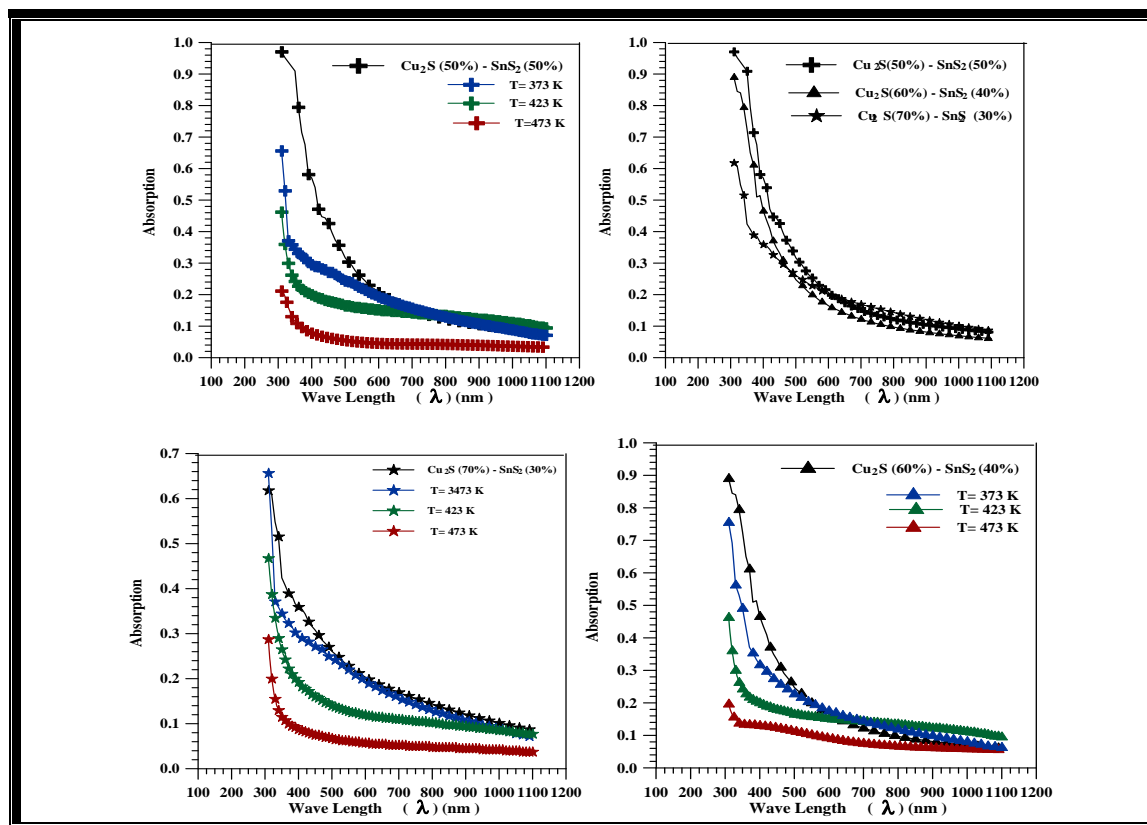 1.0
0.9
0.8
0.7
0.6
0.5
0.4
0.3
0.2
0.1
0.0
Absorption
Cu2S (50%) - SnS2 (50%)
T= 373 K
T= 423 K
T=473 K
100 200 300 400 500 600 700 800 900 1000 1100 1200
Wave Length ( λ ) (nm )
1.0
0.9
0.8
0.7
0.6
0.5
0.4
0.3
0.2
0.1
0.0
Absorption
Cu2S(50%) - SnS2 (50%)
Cu2S(60%) - SnS2 (40%)
Cu2 S(70%) - SnS2 (30%)
100 200 300 400 500 600 700 800 900 1000 1100 1200
Wave Length ( λ ) (nm )
0.7
0.6
0.5
0.4
0.3
0.2
0.1
0.0
Absorption
Cu2S (70%) - SnS2 (30%)
T= 3473 K
T= 423 K
T= 473 K
100 200 300 400 500 600 700 800 900 1000 1100 1200
Wave Length ( λ ) (nm )
1.0
0.9
0.8
0.7
0.6
0.5
0.4
0.3
0.2
0.1
0.0
Absorption
Cu2S (60%) - SnS2 (40%)
T= 373 K
T= 423 K
T= 473 K
100 200 300 400 500 600 700 800 900 1000 1100 1200
Wave Length ( λ ) (nm )